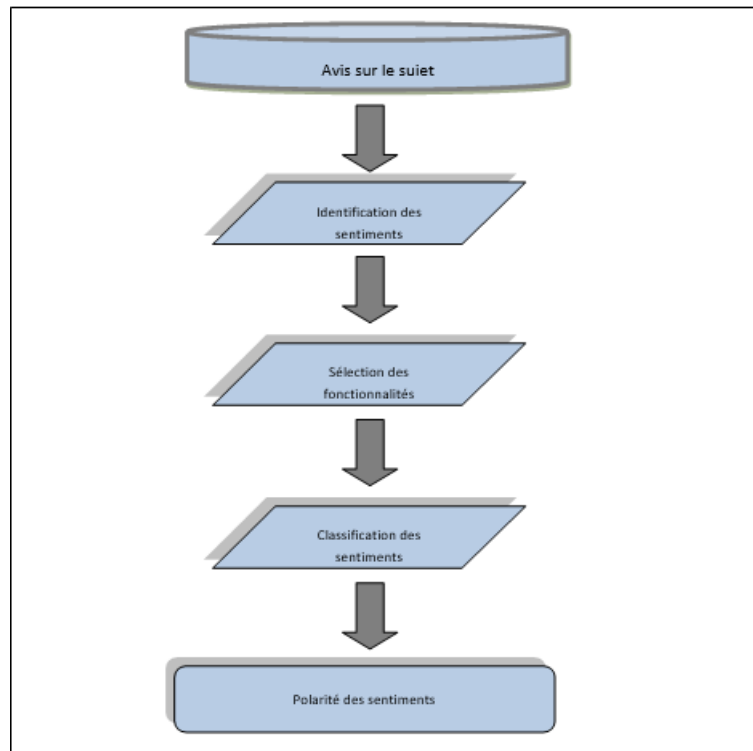 Avis sur le suiet
Identification des
sentiments
Sélection des
fonctionnalités
Classification des
sentiments
Polarité des sentiments